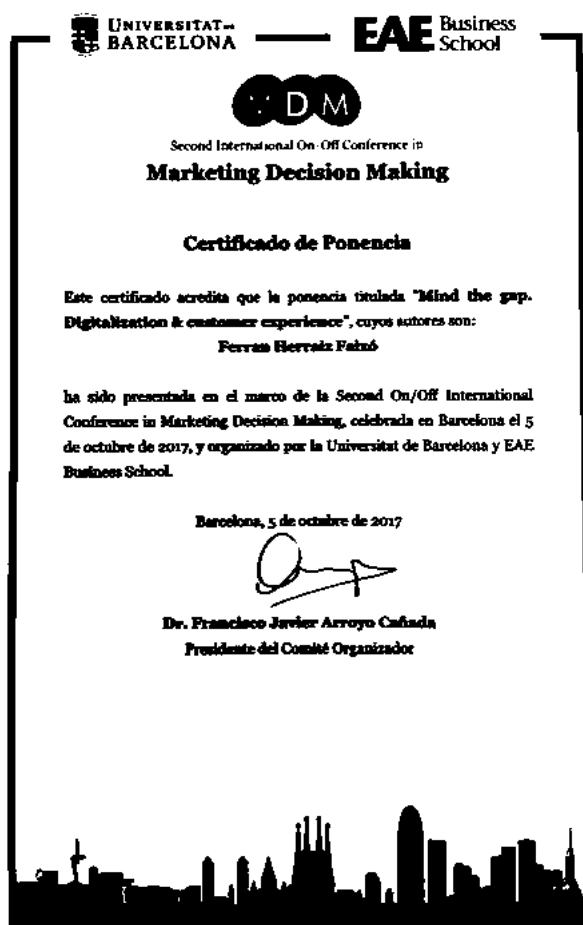 UNIVERSITAT DE
BARCELONA
EAE Business
School
MDM
Second International On-Off Conference in
Marketing Decision Making
Certificado de Ponencia
Este certificado acredita que la ponencia titulada "Mind the gap.
Digitalization & customer experience", cuyos autores son:
Ferran Herraiz Faixó
ha sido presentada en el marco de la Second On/Off International
Conference in Marketing Decision Making, celebrada en Barcelona el 5
de octubre de 2017, y organizado por la Universitat de Barcelona y EAE
Business School.
Barcelona, 5 de octubre de 2017
Dr. Francisco Javier Arroyo Cañada
Presidente del Comité Organizador